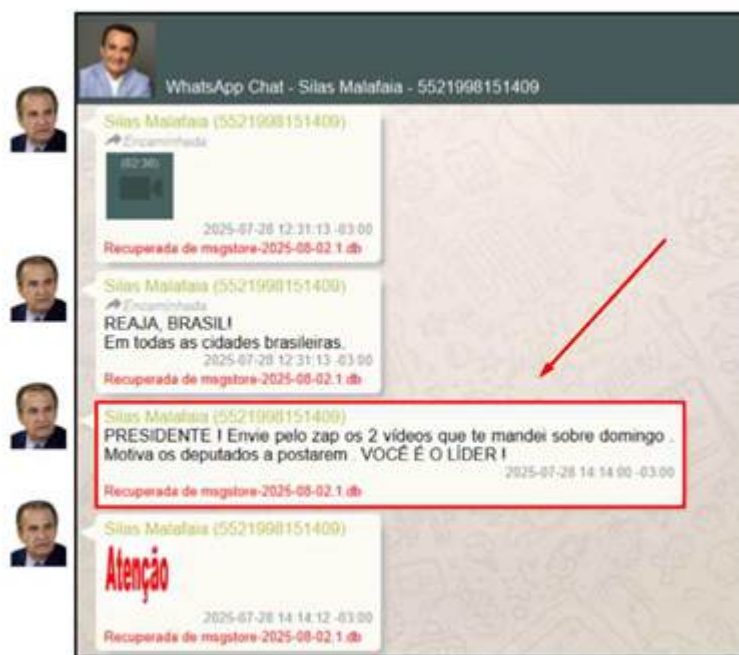 WhatsApp Chat - Silas Malafaia - 5521998151409
Silas Malafaia (5521998151409)
Encaminhada
(02:30)
2025-07-28 12:31:13 -03:00
Recuperada de msgstore-2025-08-02.1.db
Silas Malafaia (5521998151409)
Encaminhada
REAJA, BRASIL!
Em todas as cidades brasileiras.
2025-07-28 12:31:13 -03:00
Recuperada de msgstore-2025-08-02.1.db
Silas Malafaia (5521998151409)
PRESIDENTE ! Envie pelo zap os 2 vídeos que te mandei sobre domingo .
Motiva os deputados a postarem . VOCÊ É O LÍDER !
2025-07-28 14:14:00 -03:00
Recuperada de msgstore-2025-08-02.1.db
Silas Malafaia (5521998151409)
Atenção
2025-07-28 14:14:12 -03:00
Recuperada de msgstore-2025-08-02.1.db